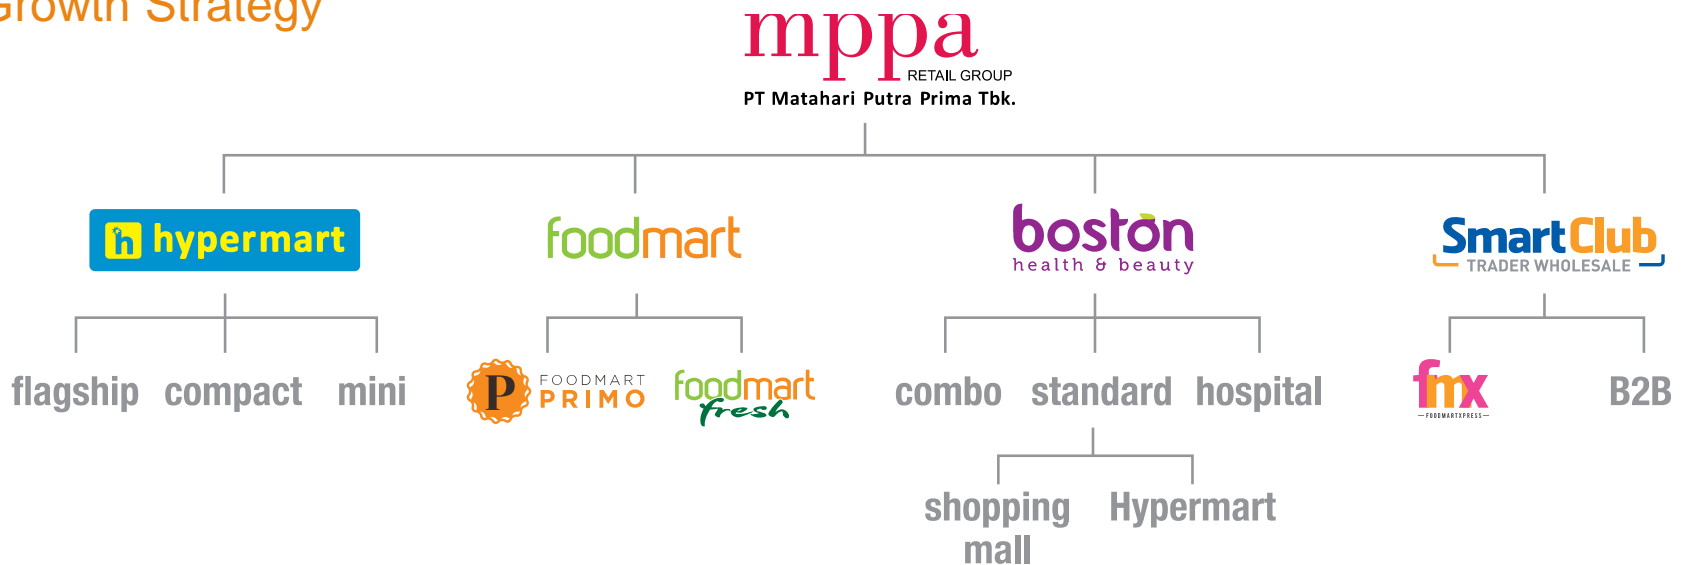 Growth Strategy
mppa
RETAIL GROUP
PT Matahari Putra Prima Tbk.
h hypermart
foodmart
boston
health & beauty
SmartClub
TRADER WHOLESALE
flagship compact mini
P FOODMART PRIMO
foodmart fresh
combo standard hospital
fmx
FOODMARTXPRESS
B2B
shopping mall
Hypermart